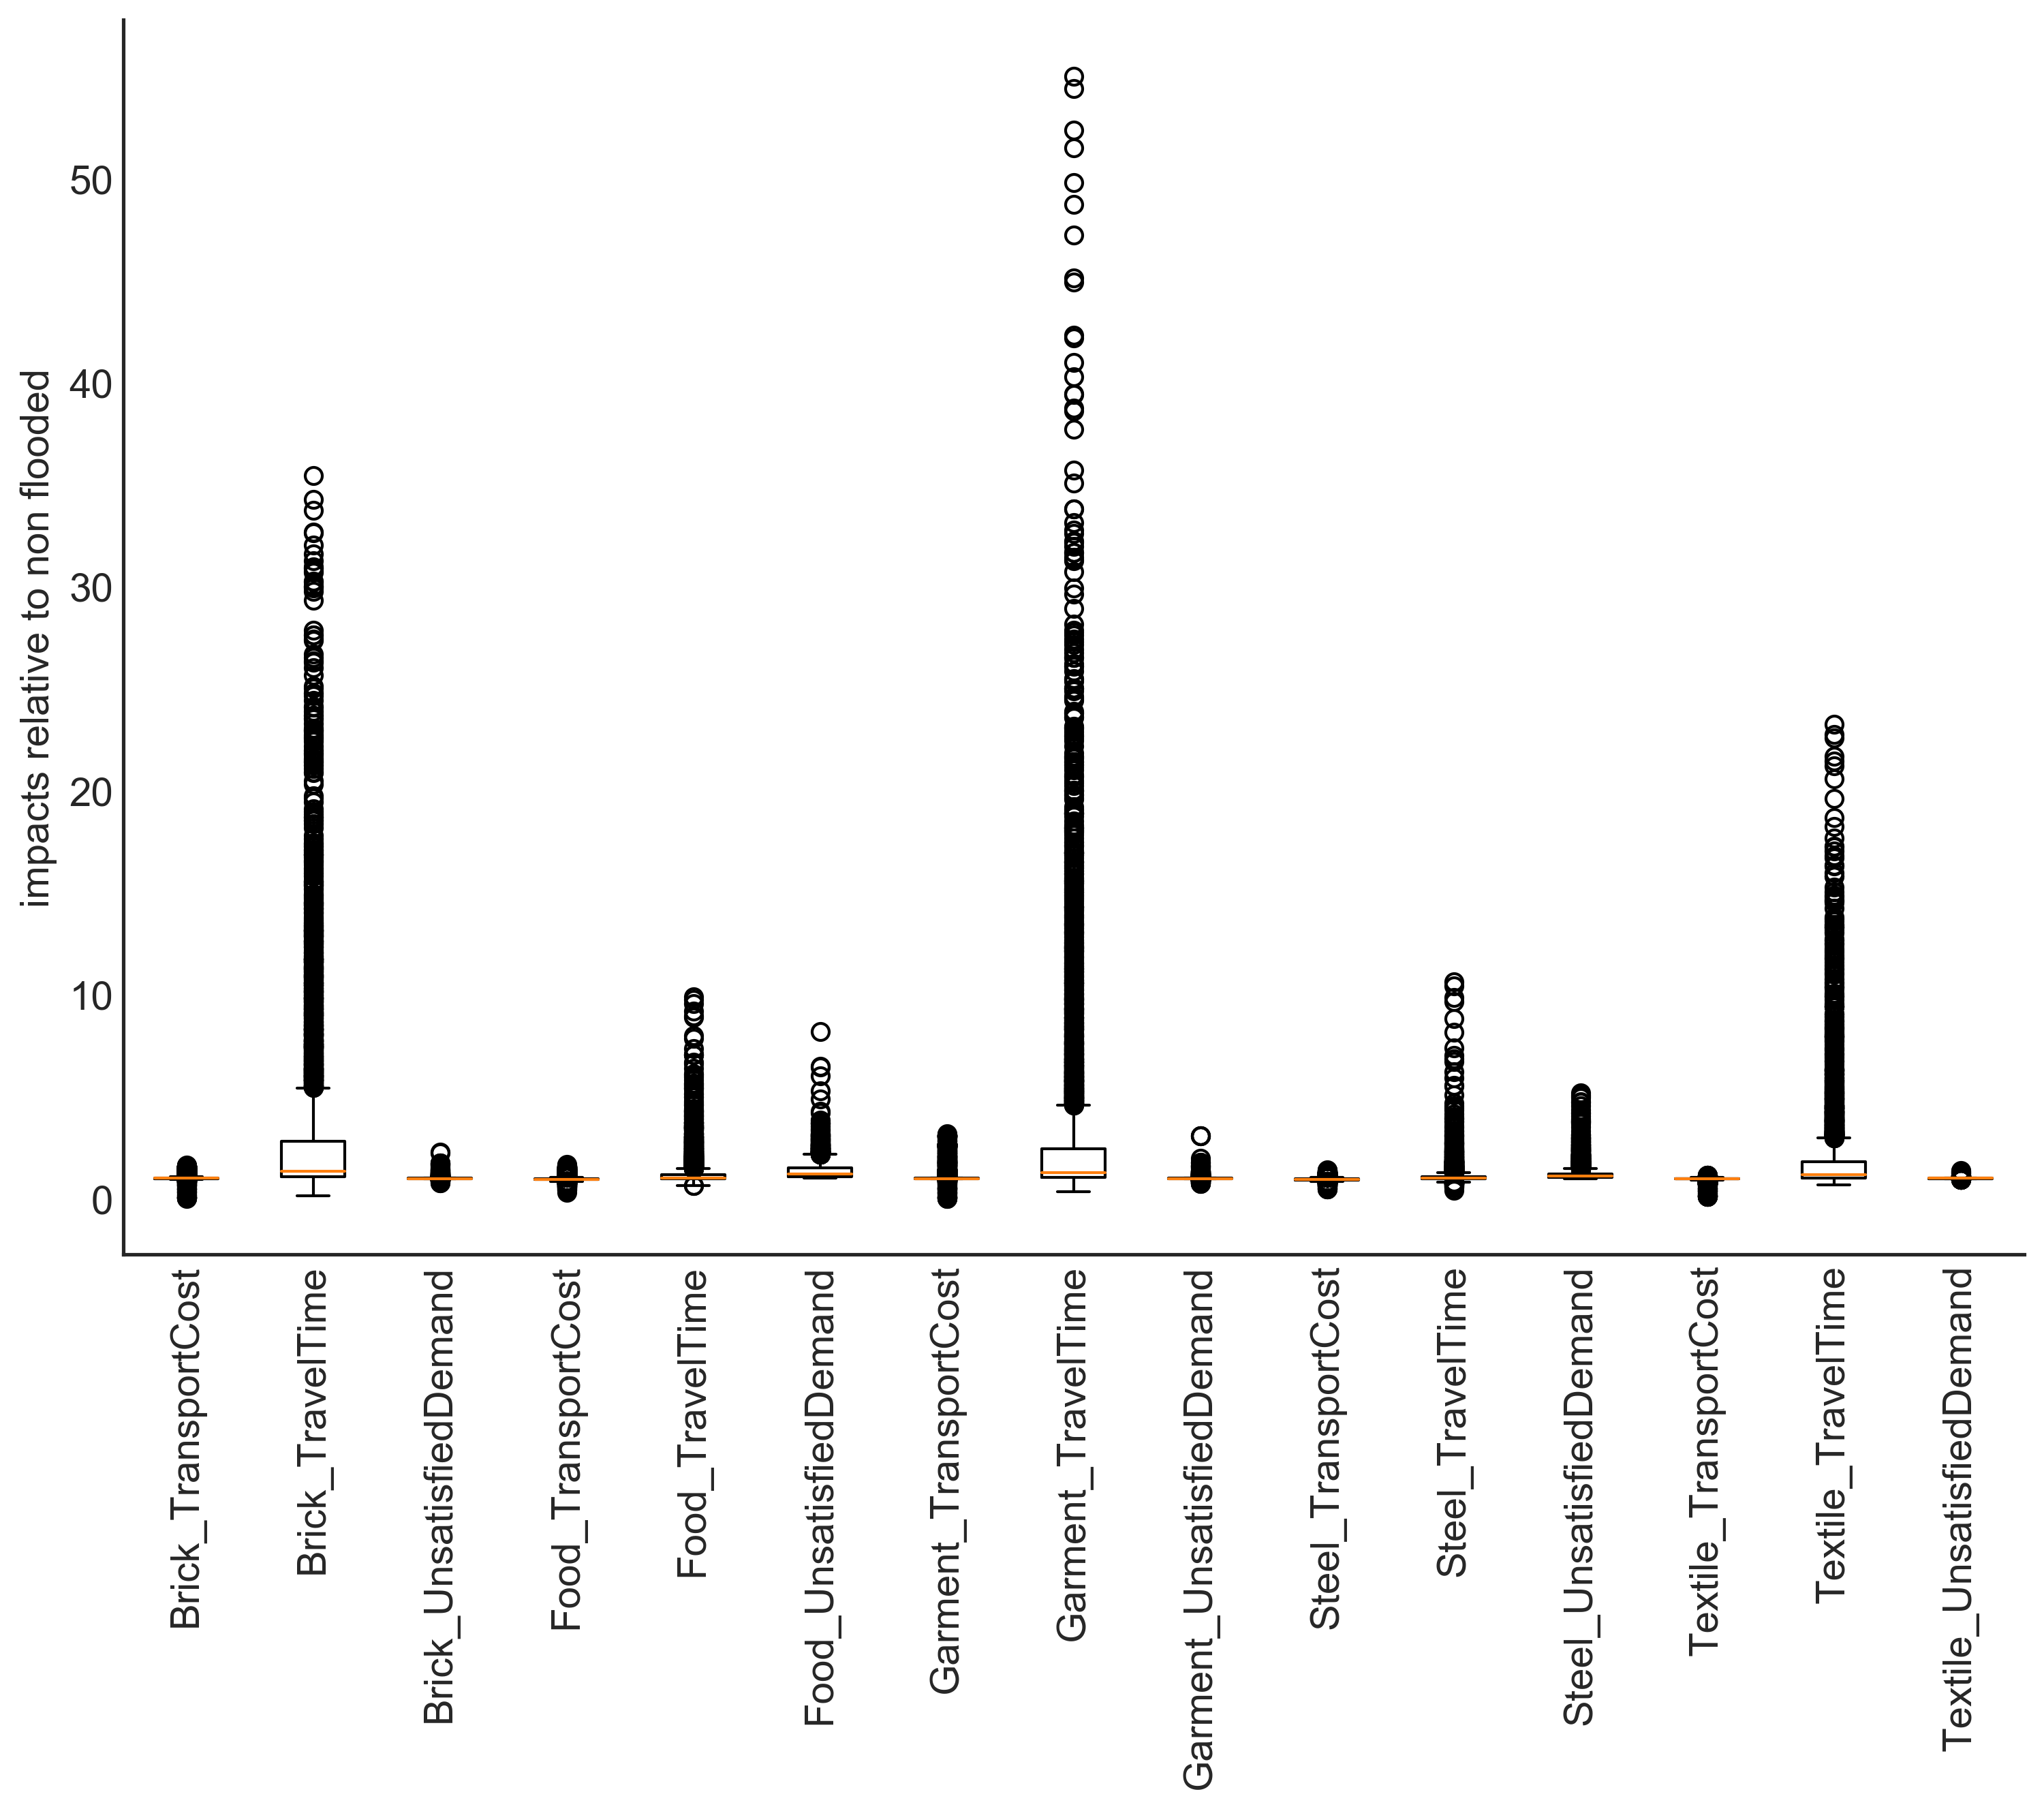 impacts relative to non flooded
50
40
30
20
10
0
Brick_TransportCost
Brick_TravelTime
Brick_UnsatisfiedDemand
Food_TransportCost
Food_TravelTime
Food_UnsatisfiedDemand
Garment_TransportCost
Garment_TravelTime
Garment_UnsatisfiedDemand
Steel_TransportCost
Steel_TravelTime
Steel_UnsatisfiedDemand
Textile_TransportCost
Textile_TravelTime
Textile_UnsatisfiedDemand